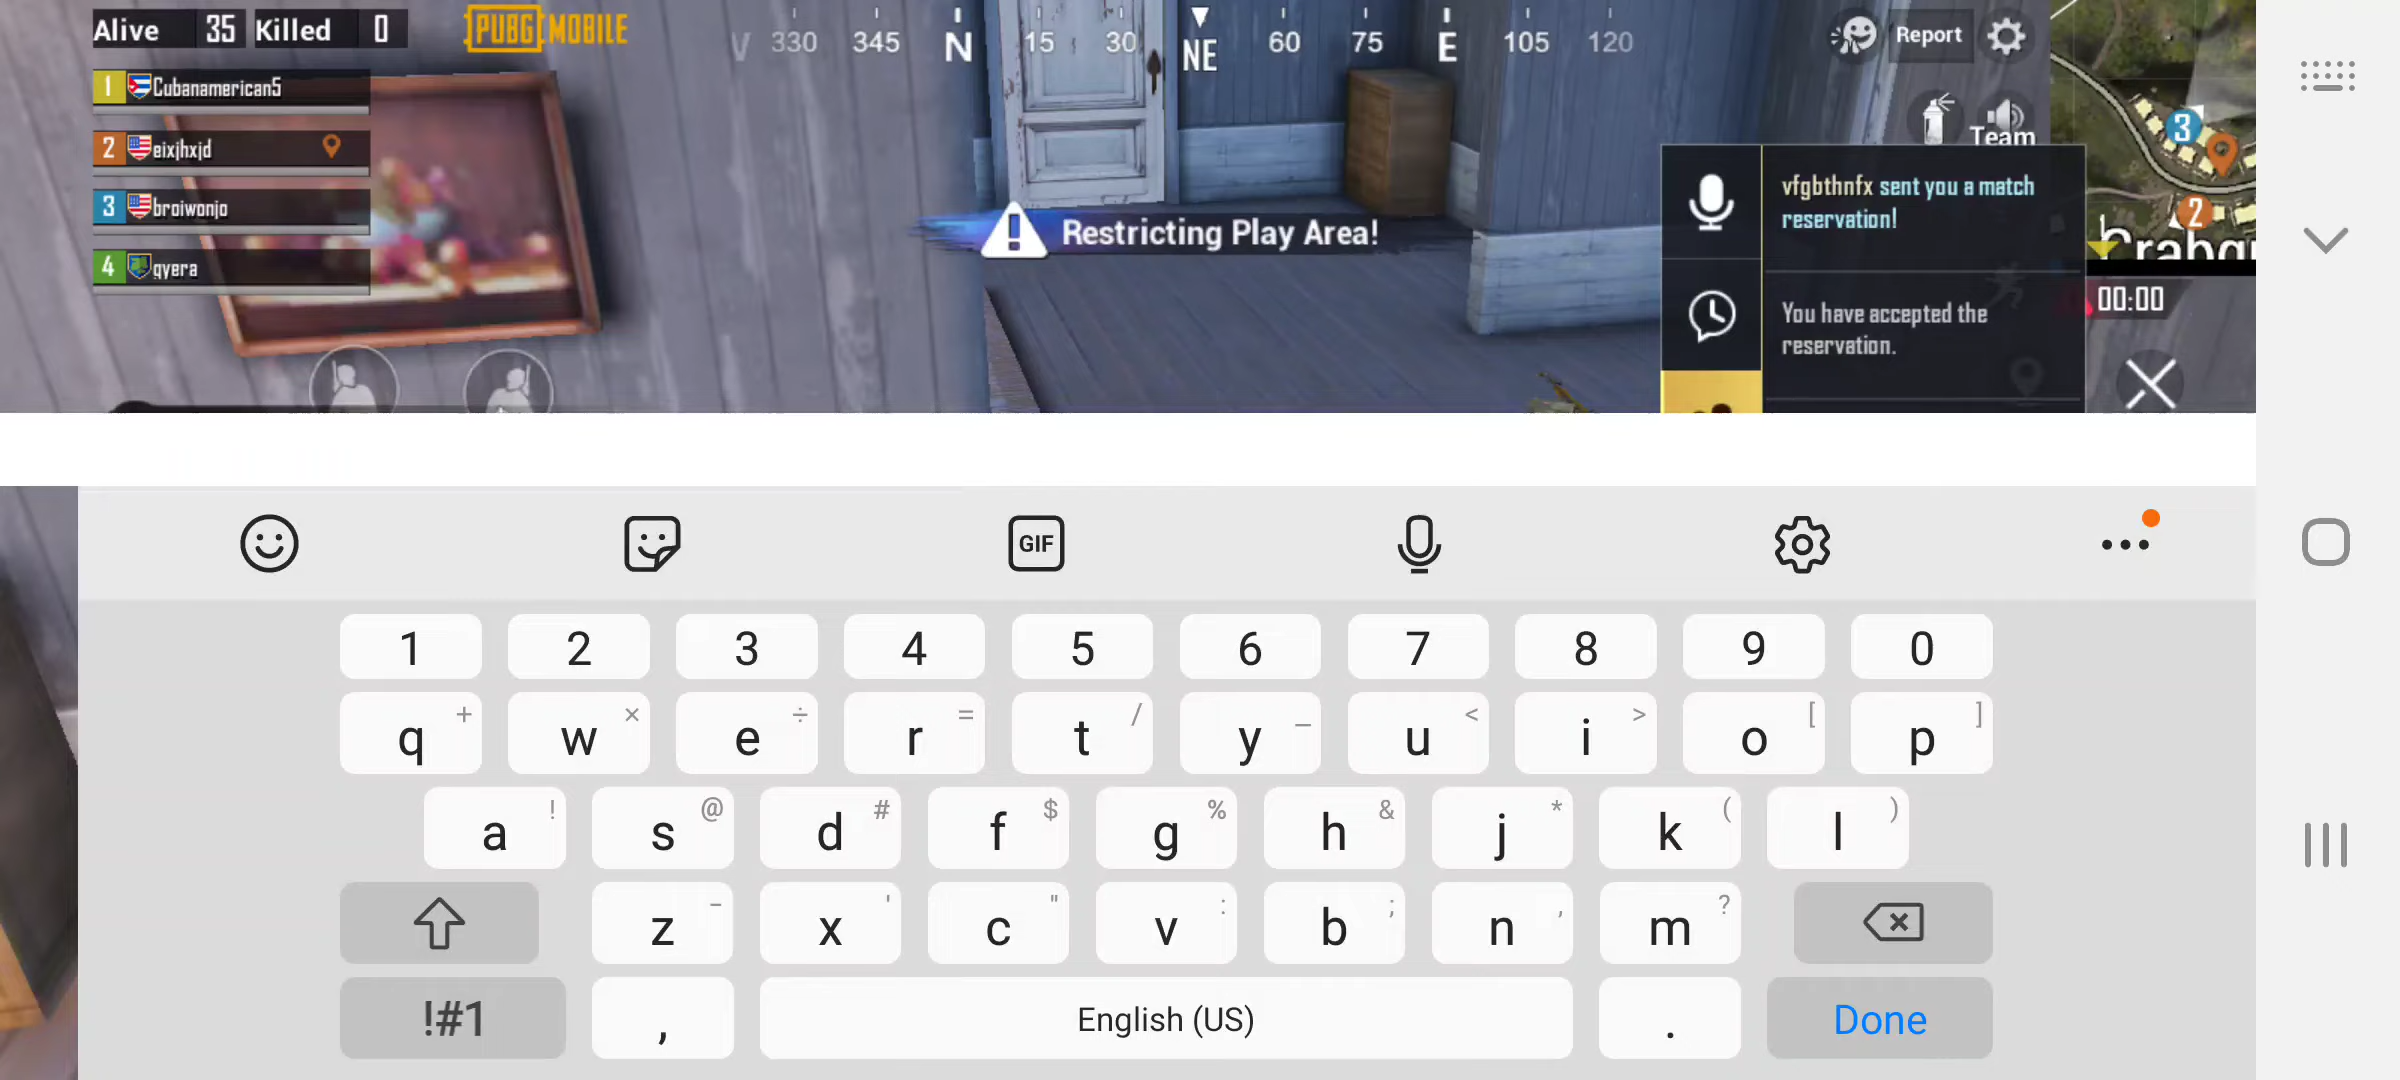 Alive 35 Killed 0
PUBG MOBILE
330 345 N 15 30 NE 60 75 E 105 120
Report
1 Cubanamerican5
2 eixjhxjd
3 broiwonjo
4 qyera
Team
Restricting Play Area!
vfgbthnfx sent you a match
reservation!
You have accepted the
reservation.
3
2
00:00
GIF
1 2 3 4 5 6 7 8 9 0
q + w × e ÷ r = t / y _ u < i > o [ p ]
a ! s @ d # f $ g % h & j * k ( l )
z - x ' c " v : b ; n , m ?
!#1 , English (US) . Done